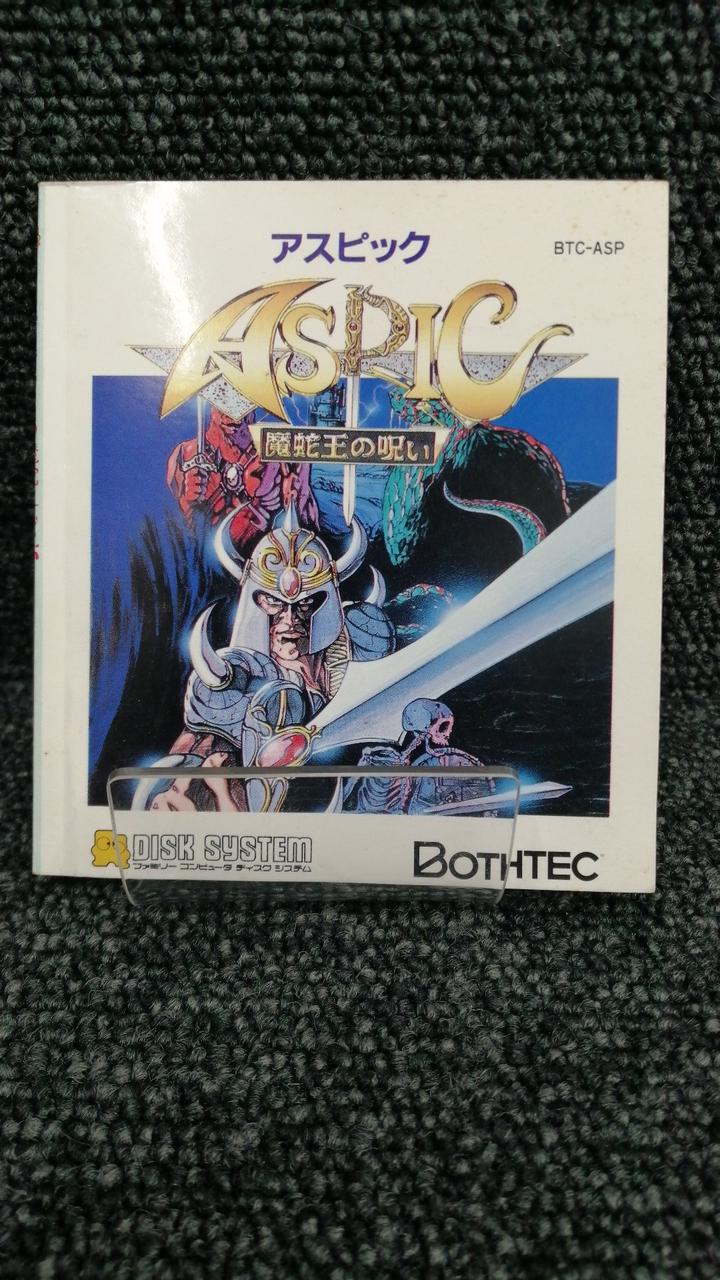 アスピック
BTC-ASP
ASPIC
魔蛇王の呪い
DISK SYSTEM
ファミリー コンピュータ ディスク システム
BOTHTEC